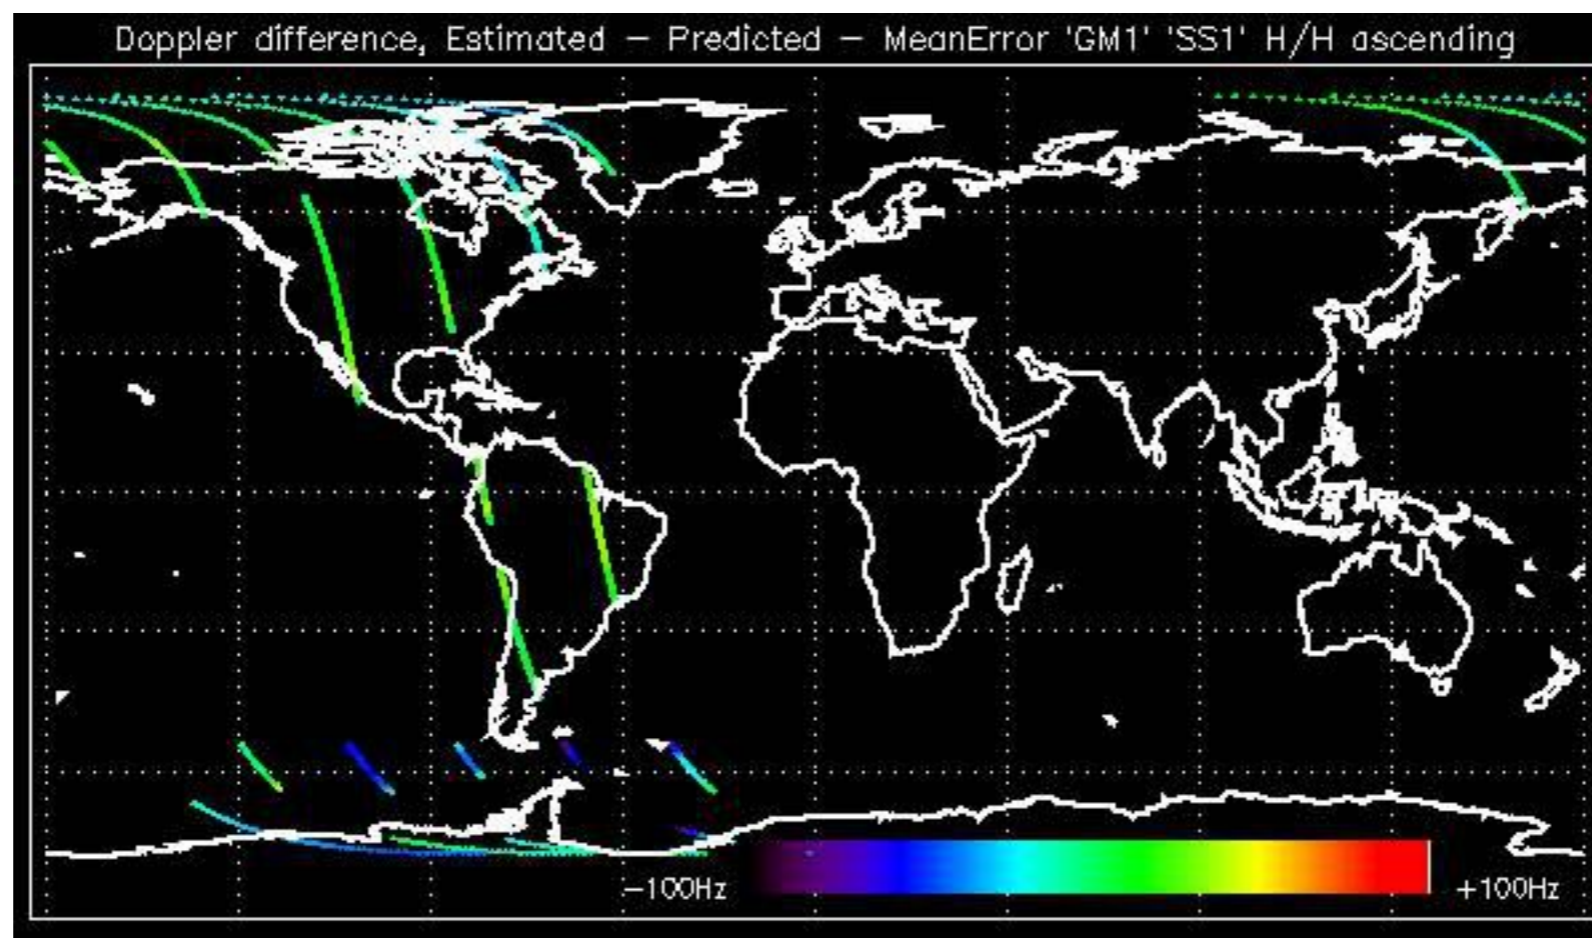 Doppler difference, Estimated — Predicted — MeanError 'GM1' 'SS1' H/H ascending
—100Hz +100Hz